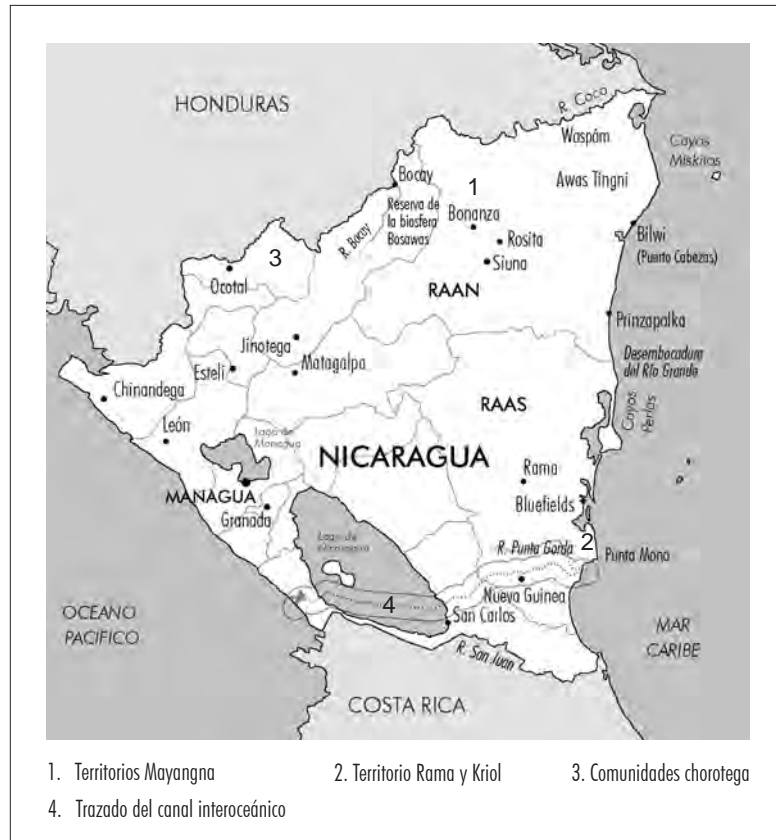 HONDURAS
R. Coco
Waspám
Cayos
Miskitos
Awas Tingni
Bocay
1
Reserva de
la biosfera
Bosawas
Bonanza
R. Bocay
Rosita
Siuna
Bilwi
(Puerto Cabezas)
3
Ocotal
RAAN
Prinzapalka
Jinotega
Desembocadura
del Río Grande
Estelí
Matagalpa
Chinandega
RAAS
Cayos
Perlas
León
Lago de
Managua
NICARAGUA
Rama
MANAGUA
Bluefields
Granada
Lago de
Nicaragua
R. Punta Gorda
2
Punta Mono
Nueva Guinea
4
San Carlos
OCEANO
PACIFICO
MAR
CARIBE
R. San Juan
COSTA RICA
1. Territorios Mayangna
2. Territorio Rama y Kriol
3. Comunidades chorotega
4. Trazado del canal interoceánico